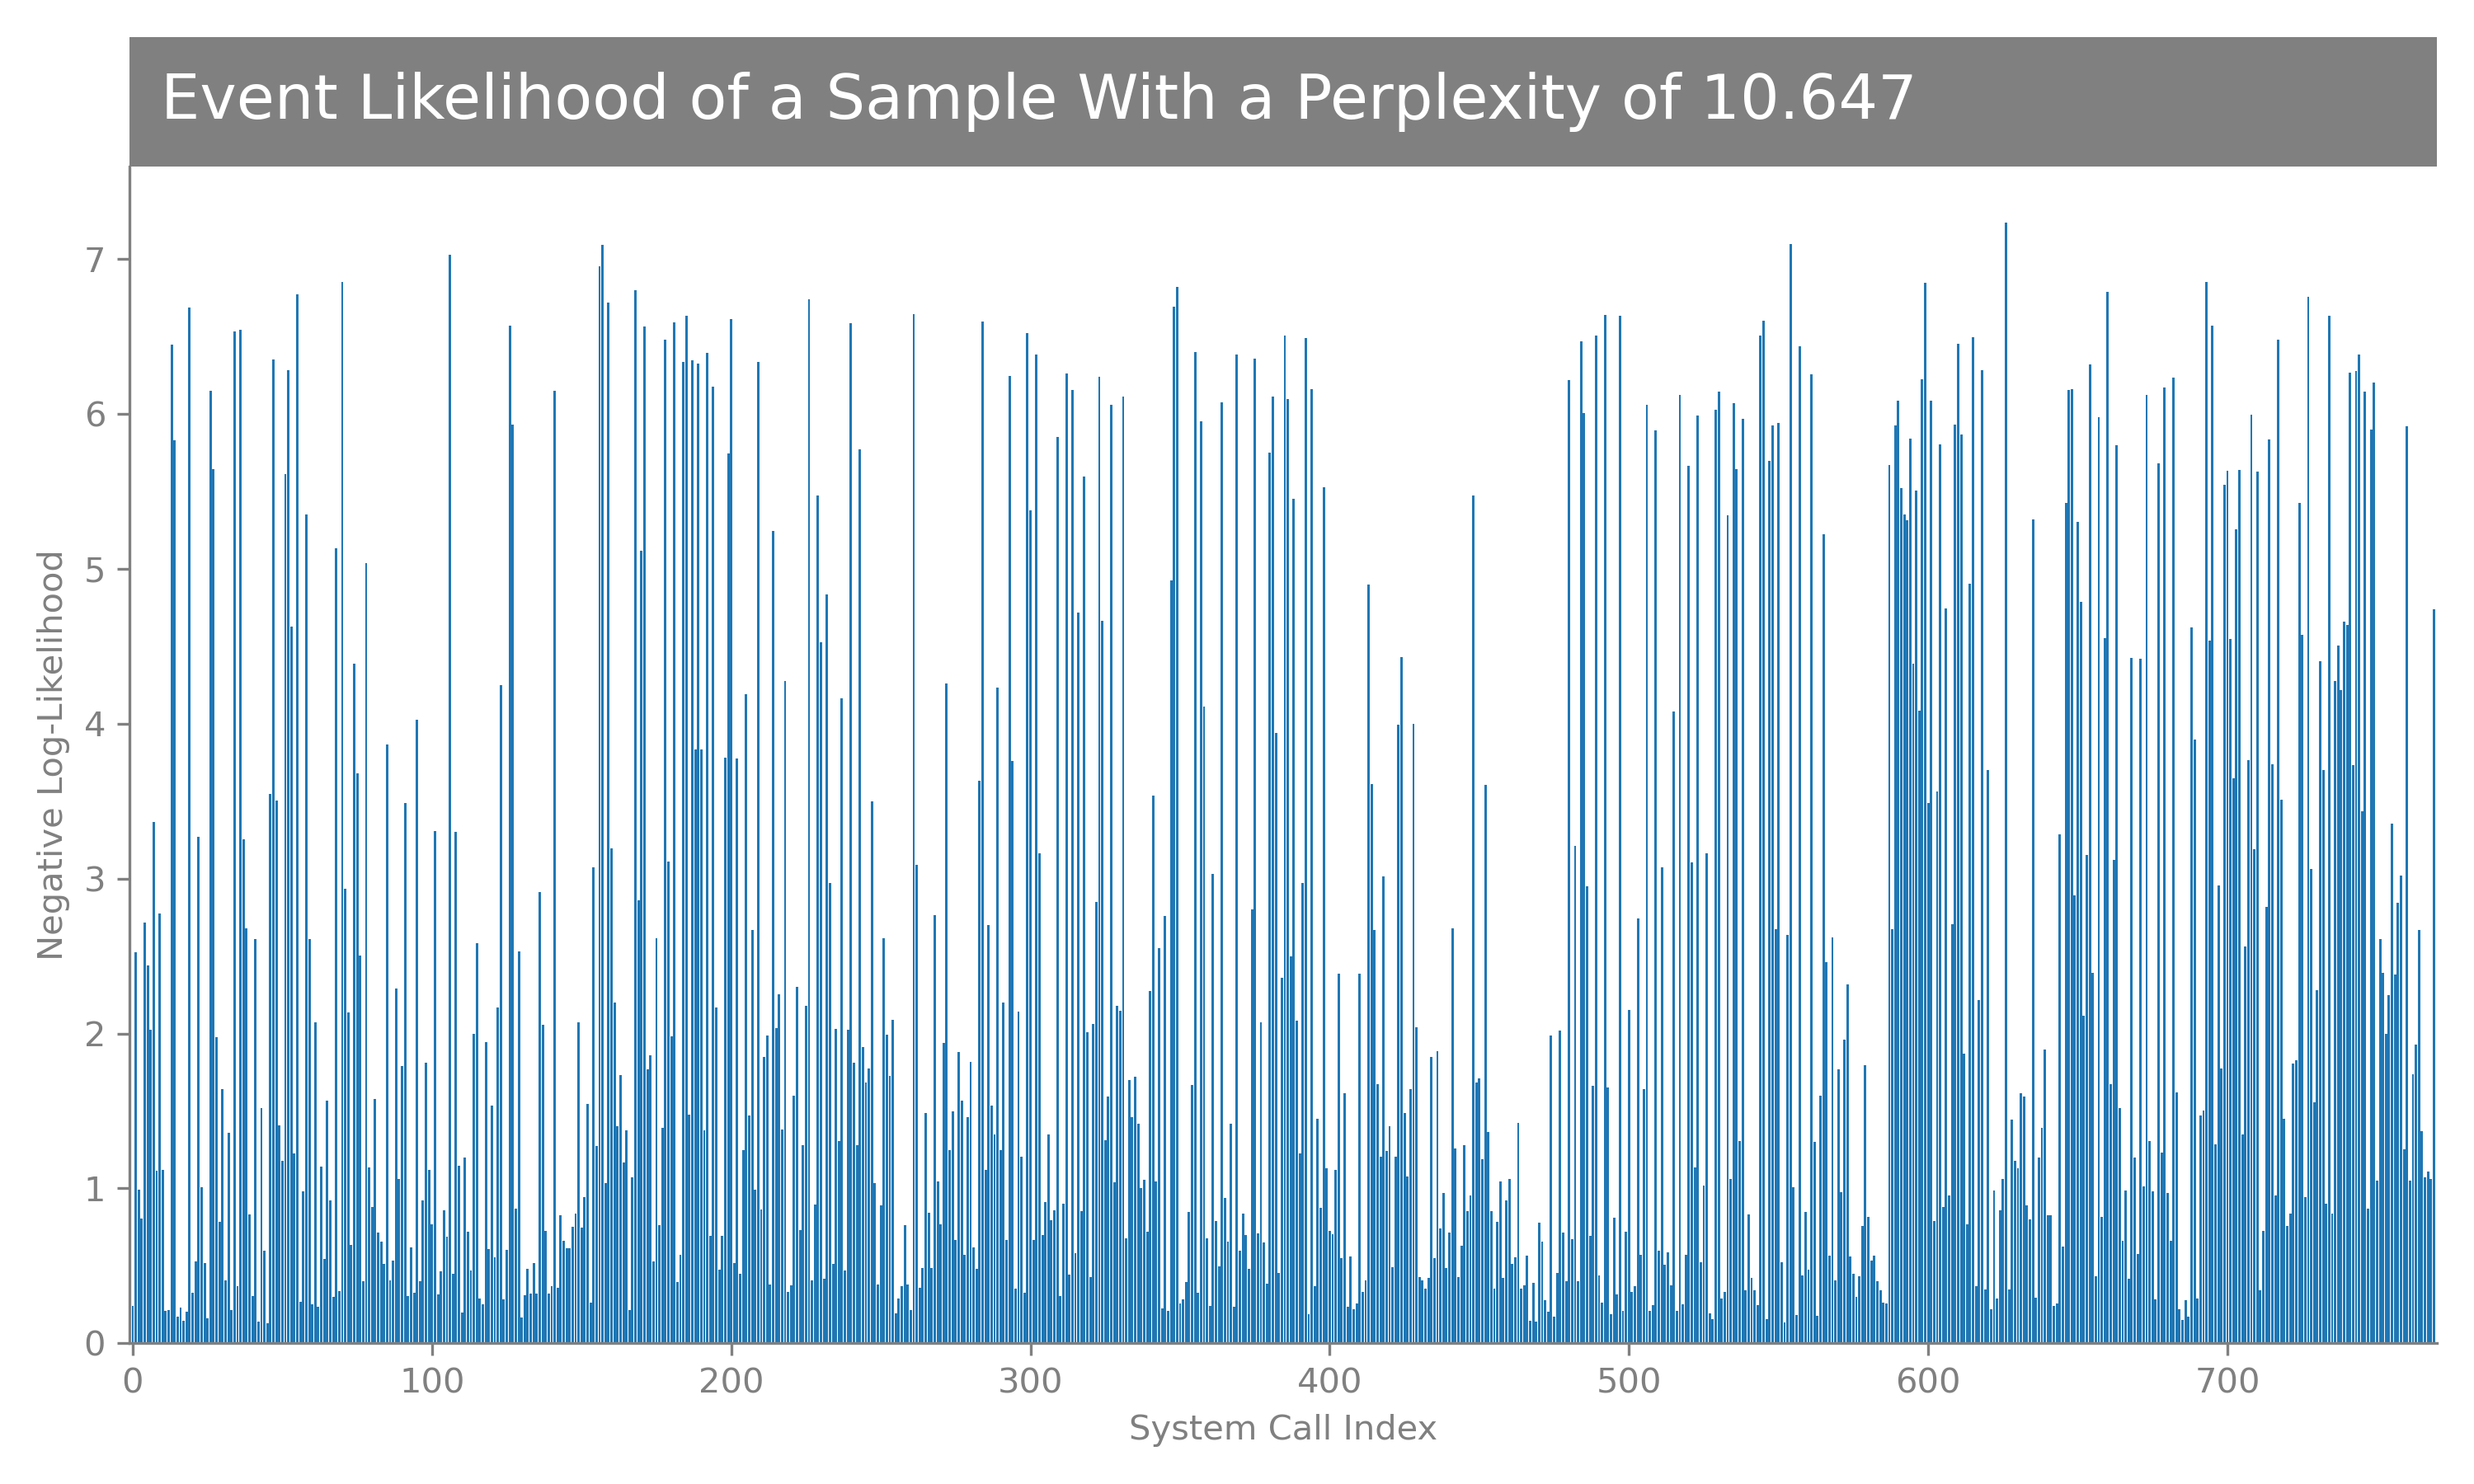 Event Likelihood of a Sample With a Perplexity of 10.647
7
6
5
4
3
2
1
0
Negative Log-Likelihood
0 100 200 300 400 500 600 700
System Call Index